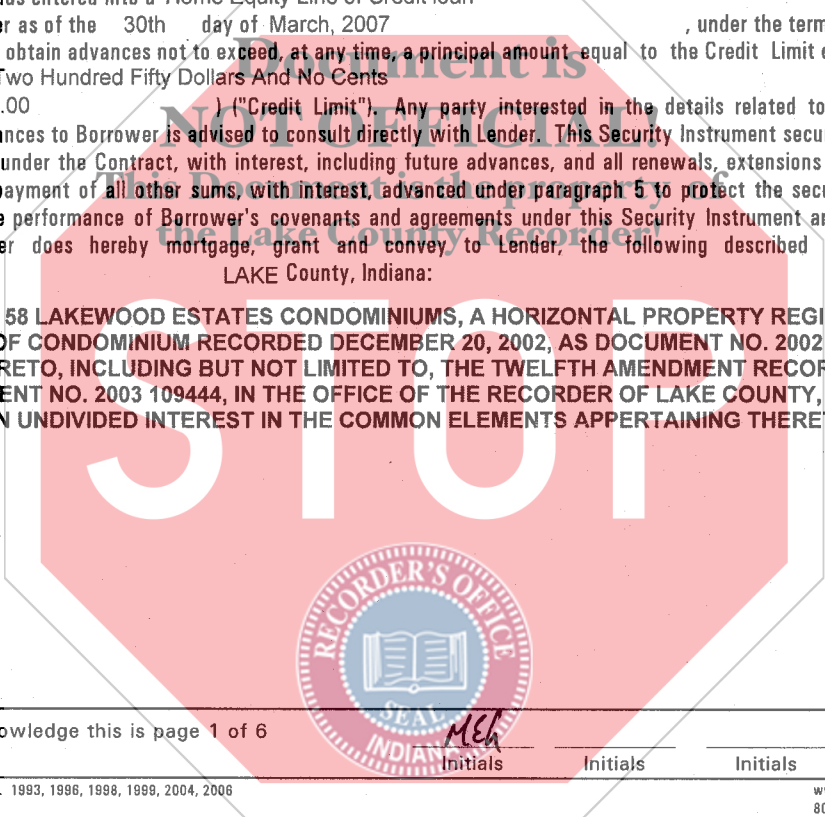 as entered into a Home Equity Line of Credit loan
r as of the 30th day of March, 2007 , under the term
obtain advances not to exceed, at any time, a principal amount equal to the Credit Limit
Two Hundred Fifty Dollars And No Cents
.00 ) ("Credit Limit"). Any party interested in the details related to
nces to Borrower is advised to consult directly with Lender. This Security Instrument secu
under the Contract, with interest, including future advances, and all renewals, extensions
payment of all other sums, with interest, advanced under paragraph 5 to protect the secu
e performance of Borrower's covenants and agreements under this Security Instrument an
er does hereby mortgage, grant and convey to Lender, the following described
LAKE County, Indiana:
Document is
NOT OFFICIAL!
This Document is the property of
the Lake County Recorder!
58 LAKEWOOD ESTATES CONDOMINIUMS, A HORIZONTAL PROPERTY REGI
OF CONDOMINIUM RECORDED DECEMBER 20, 2002, AS DOCUMENT NO. 2002
RETO, INCLUDING BUT NOT LIMITED TO, THE TWELFTH AMENDMENT RECOR
ENT NO. 2003 109444, IN THE OFFICE OF THE RECORDER OF LAKE COUNTY,
N UNDIVIDED INTEREST IN THE COMMON ELEMENTS APPERTAINING THERET
STOP
RECORDER'S OFFICE
SEAL
INDIANA
owledge this is page 1 of 6
Initials Initials Initials
. 1993, 1996, 1998, 1999, 2004, 2006
w
80